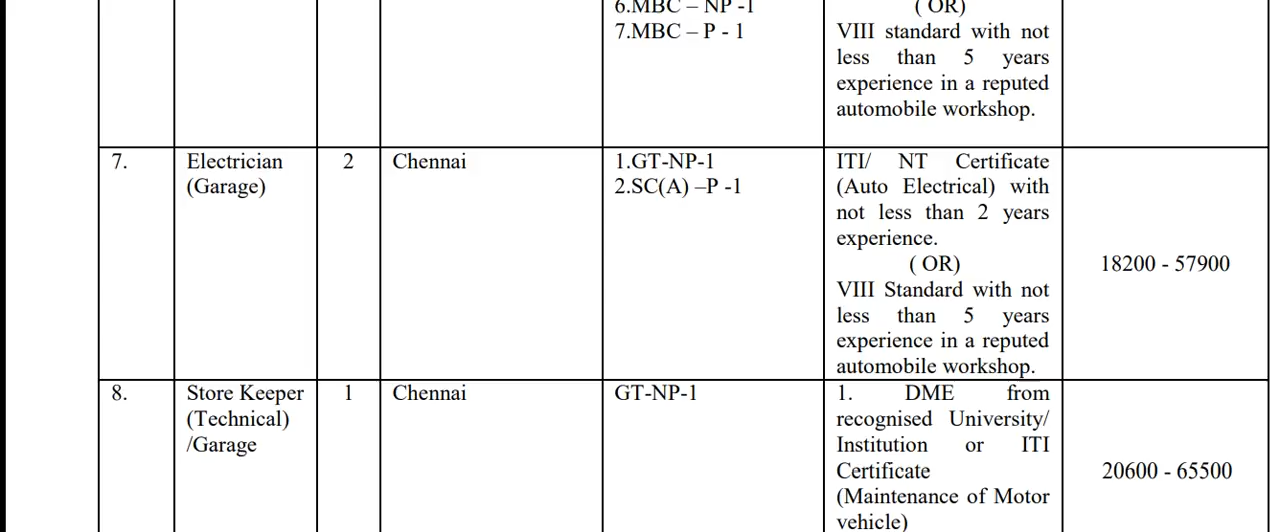 6.MBC – NP -1
7.MBC – P - 1
( OR)
VIII standard with not
less than 5 years
experience in a reputed
automobile workshop.
7.
Electrician
(Garage)
2
Chennai
1.GT-NP-1
2.SC(A) –P -1
ITI/ NT Certificate
(Auto Electrical) with
not less than 2 years
experience.
( OR)
VIII Standard with not
less than 5 years
experience in a reputed
automobile workshop.
18200 - 57900
8.
Store Keeper
(Technical)
/Garage
1
Chennai
GT-NP-1
1. DME from
recognised University/
Institution or ITI
Certificate
(Maintenance of Motor
vehicle)
20600 - 65500